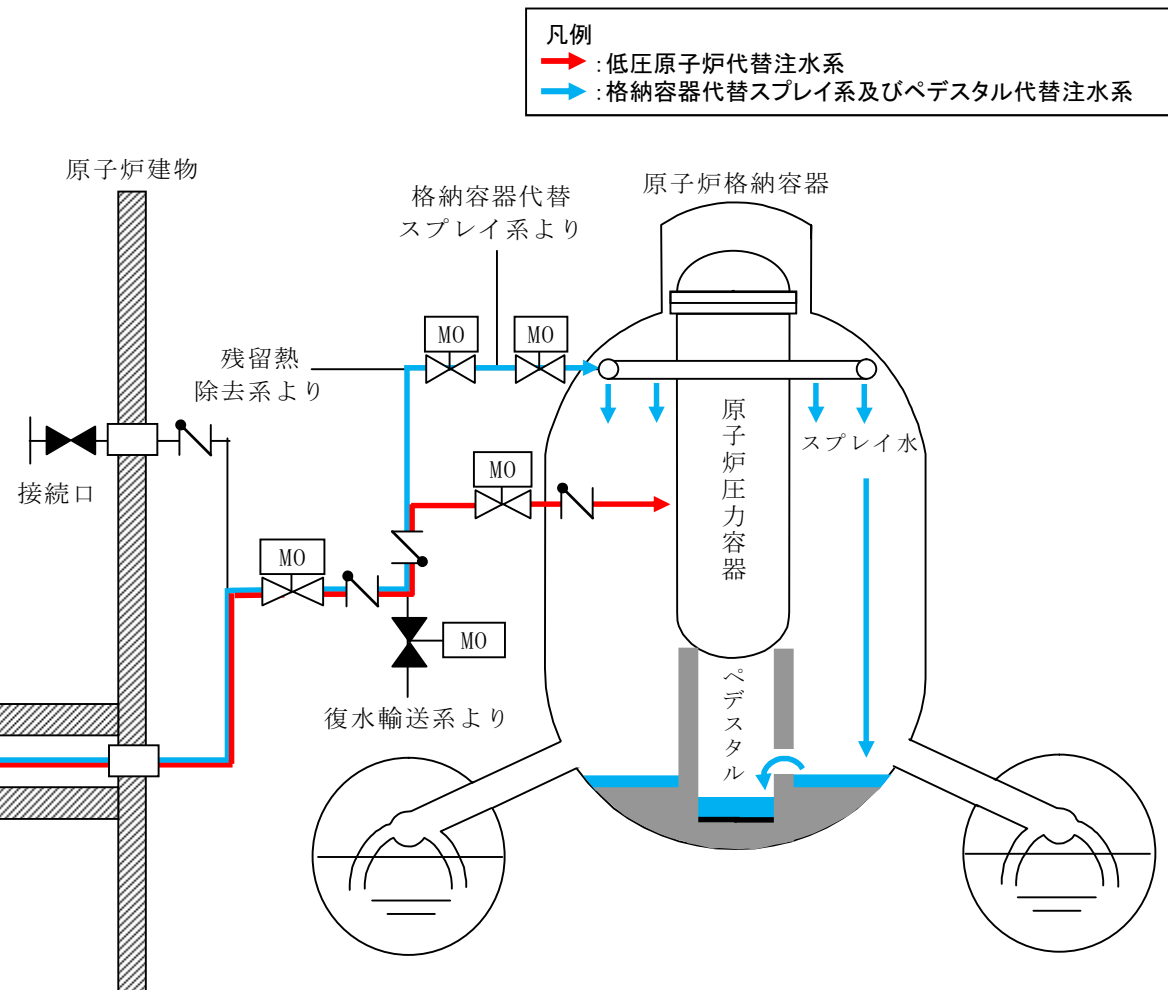 凡例
：低圧原子炉代替注水系
：格納容器代替スプレイ系及びペデスタル代替注水系
原子炉建物
格納容器代替
スプレイ系より
原子炉格納容器
MO
MO
残留熱
除去系より
原子炉圧力容器
スプレイ水
接続口
MO
MO
MO
復水輸送系より
ペデスタル